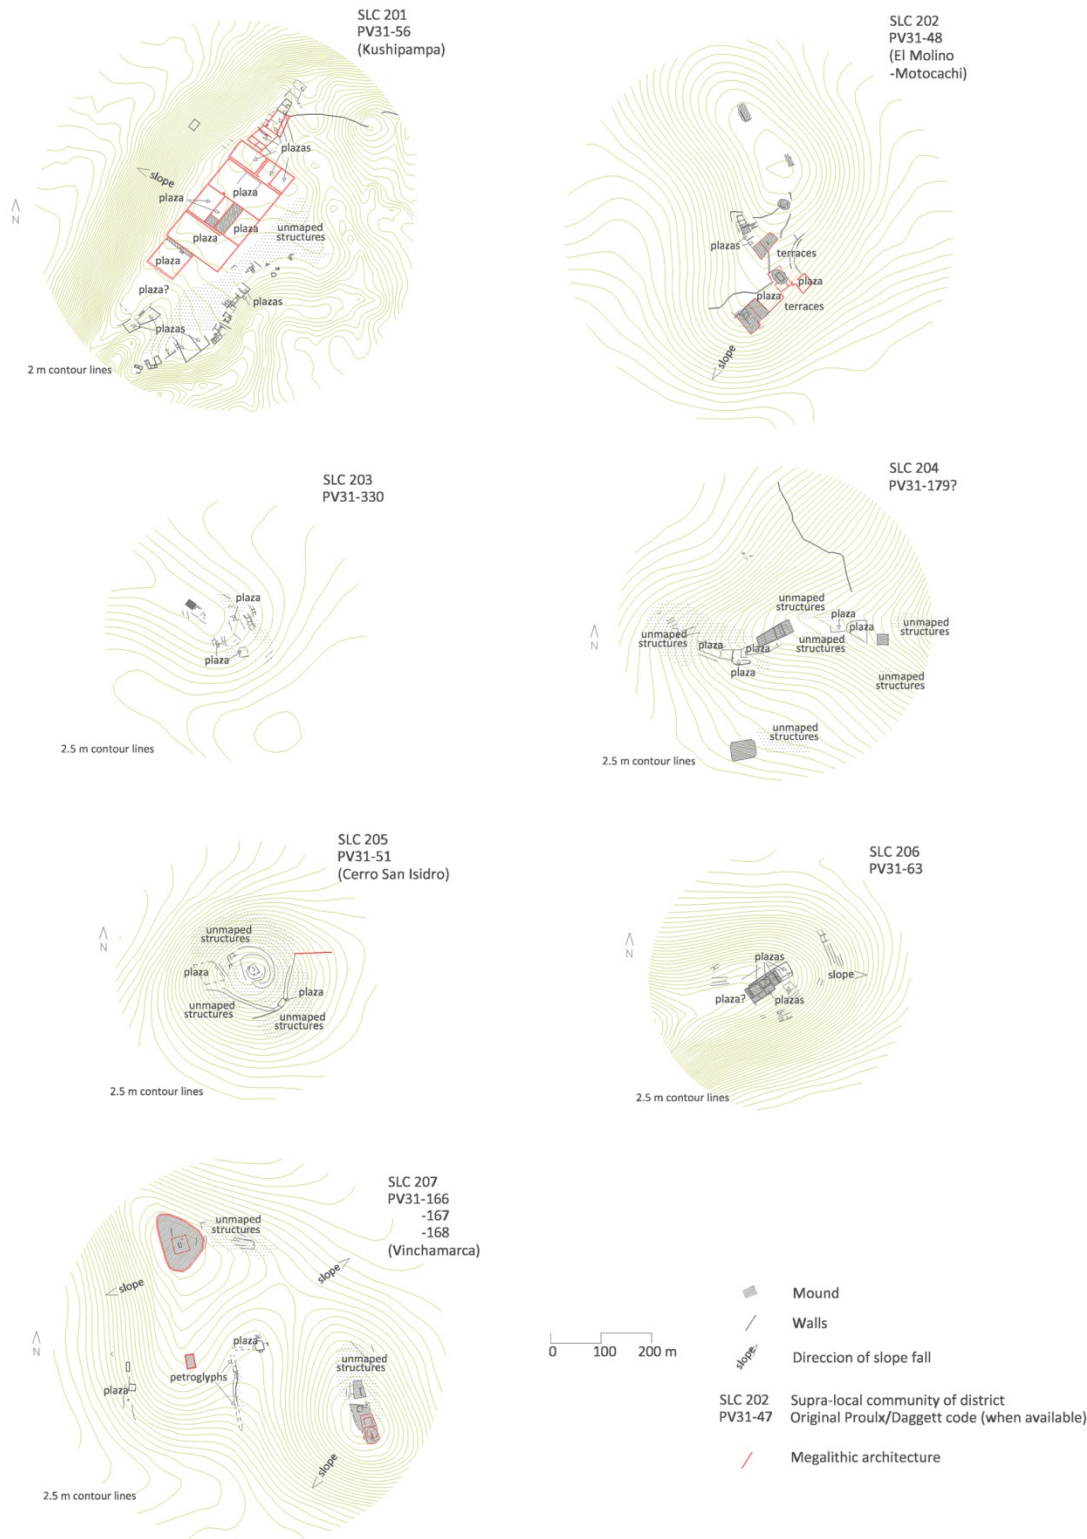 SLC 201
PV31-56
(Kushipampa)
plazas
slope
plaza
plaza
unmaped
structures
plaza
plaza
plaza
plaza?
plazas
plazas
2 m contour lines
N
SLC 202
PV31-48
(El Molino
-Motocachi)
plazas
terraces
plaza
plaza
terraces
slope
SLC 203
PV31-330
plaza
plaza
2.5 m contour lines
SLC 204
PV31-179?
unmaped
structures
plaza
plaza
unmaped
structures
unmaped
structures
plaza
plaza
unmaped
structures
plaza
unmaped
structures
unmaped
structures
N
2.5 m contour lines
SLC 205
PV31-51
(Cerro San Isidro)
unmaped
structures
plaza
plaza
unmaped
structures
unmaped
structures
N
2.5 m contour lines
SLC 206
PV31-63
plazas
slope
plaza?
plazas
N
2.5 m contour lines
SLC 207
PV31-166
-167
-168
(Vinchamarca)
unmaped
structures
slope
slope
plaza
N
unmaped
structures
petroglyphs
plaza
slope
2.5 m contour lines
0 100 200 m
Mound
Walls
slope Direccion of slope fall
SLC 202 Supra-local community of district
PV31-47 Original Proulx/Daggett code (when available)
Megalithic architecture